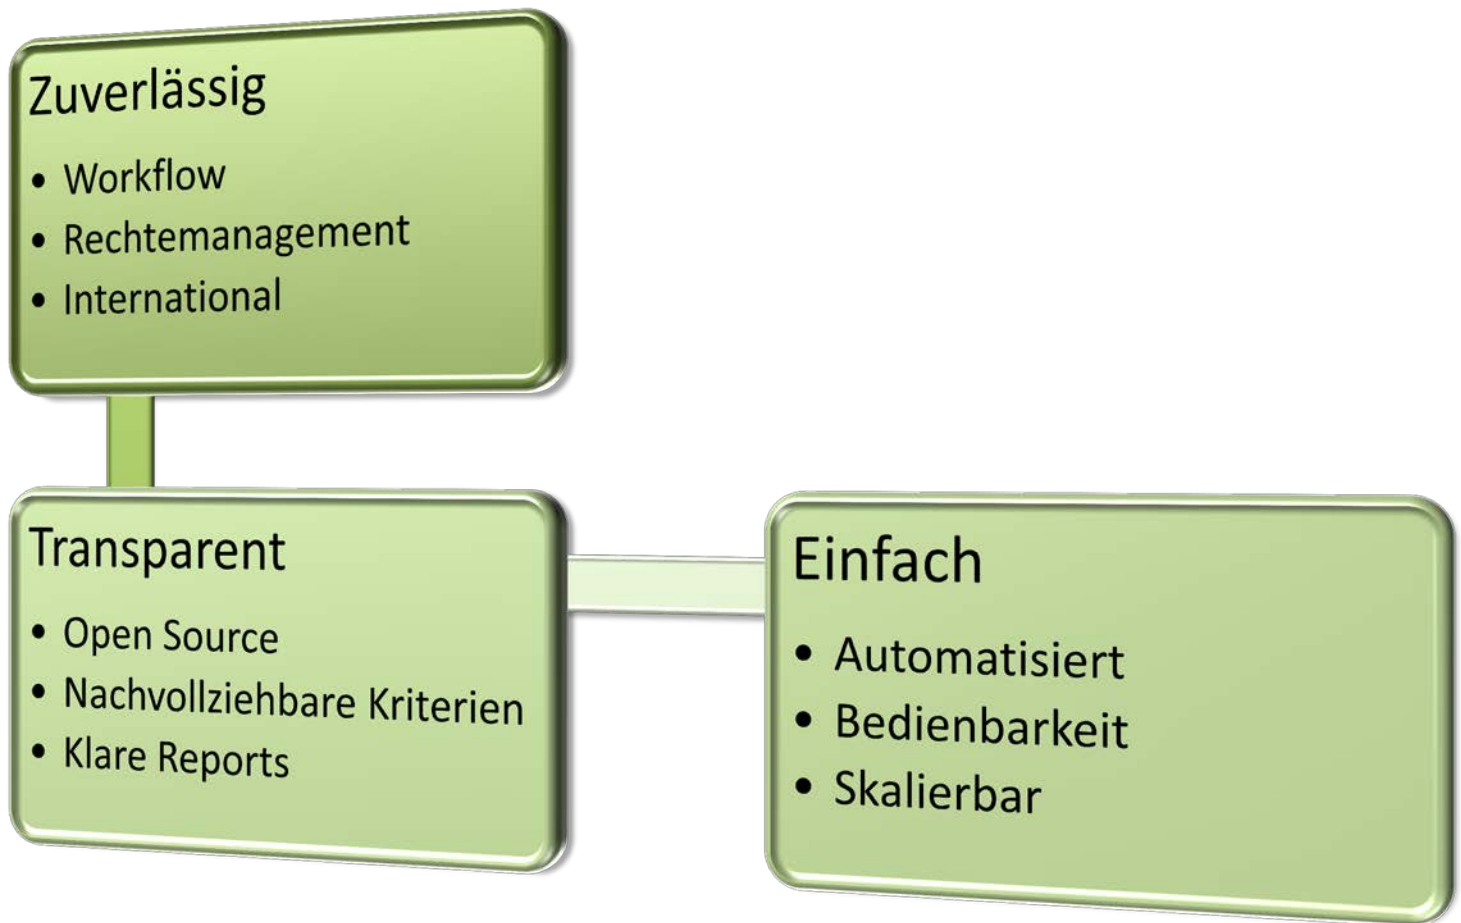 Zuverlässig
• Workflow
• Rechtemanagement
• International
Transparent
• Open Source
• Nachvollziehbare Kriterien
• Klare Reports
Einfach
• Automatisiert
• Bedienbarkeit
• Skalierbar